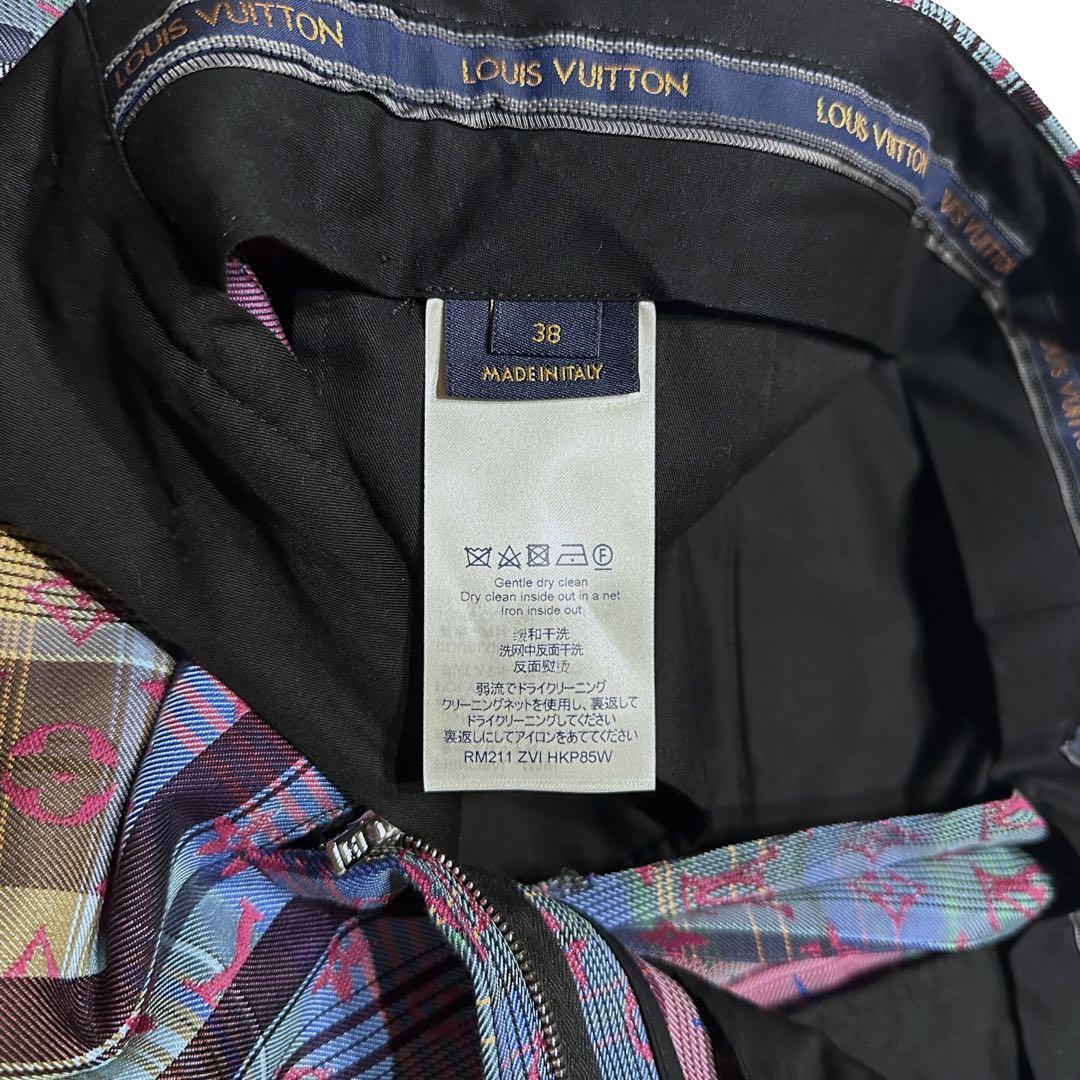 LOUIS VUITTON
LOUIS VUITTON
LOUIS VUITTON
UIS VUITTON
38
MADE IN ITALY
F
Gentle dry clean
Dry clean inside out in a net
Iron inside out
缓和干洗
洗网中反面干洗
反面熨烫
弱流でドライクリーニング
クリーニングネットを使用し、裏返して
ドライクリーニングしてください
裏返しにしてアイロンをあててください
RM211 ZVI HKP85W